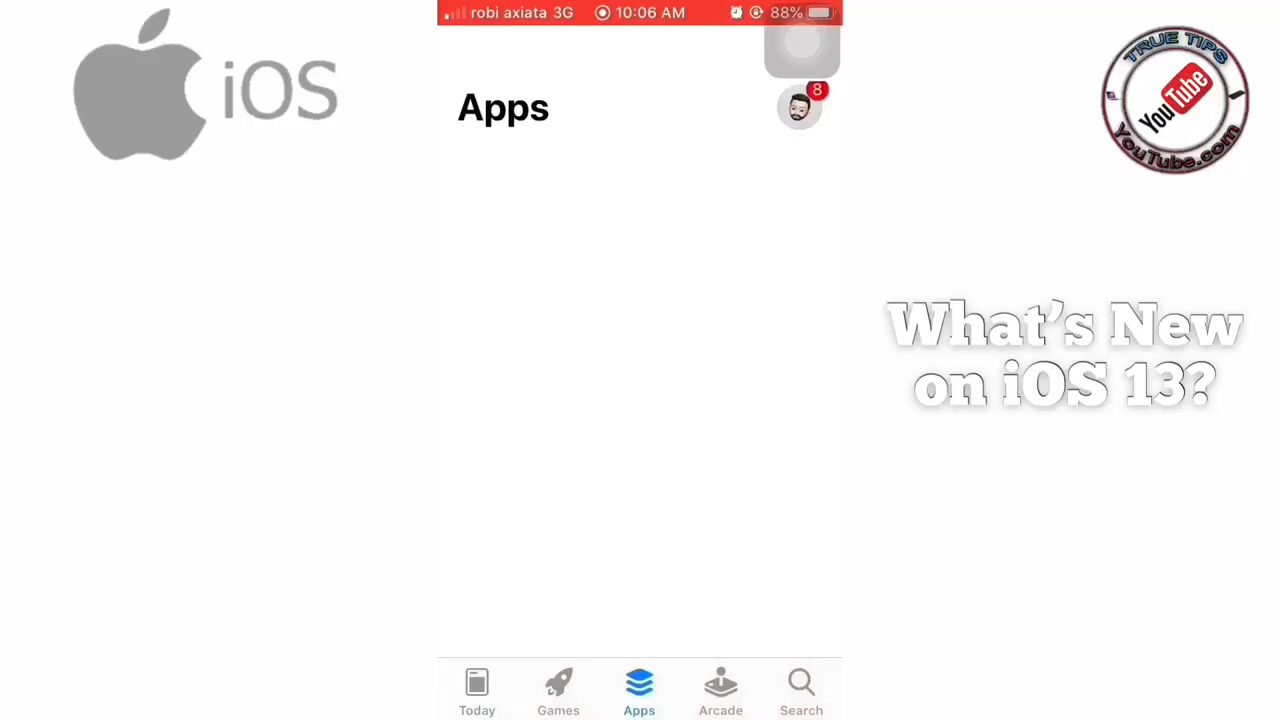 iOS
robi axiata 3G 10:06 AM 88%
Apps
8
TRUE TIPS
YouTube
YouTube.com
What's New
on iOS 13?
Today Games Apps Arcade Search